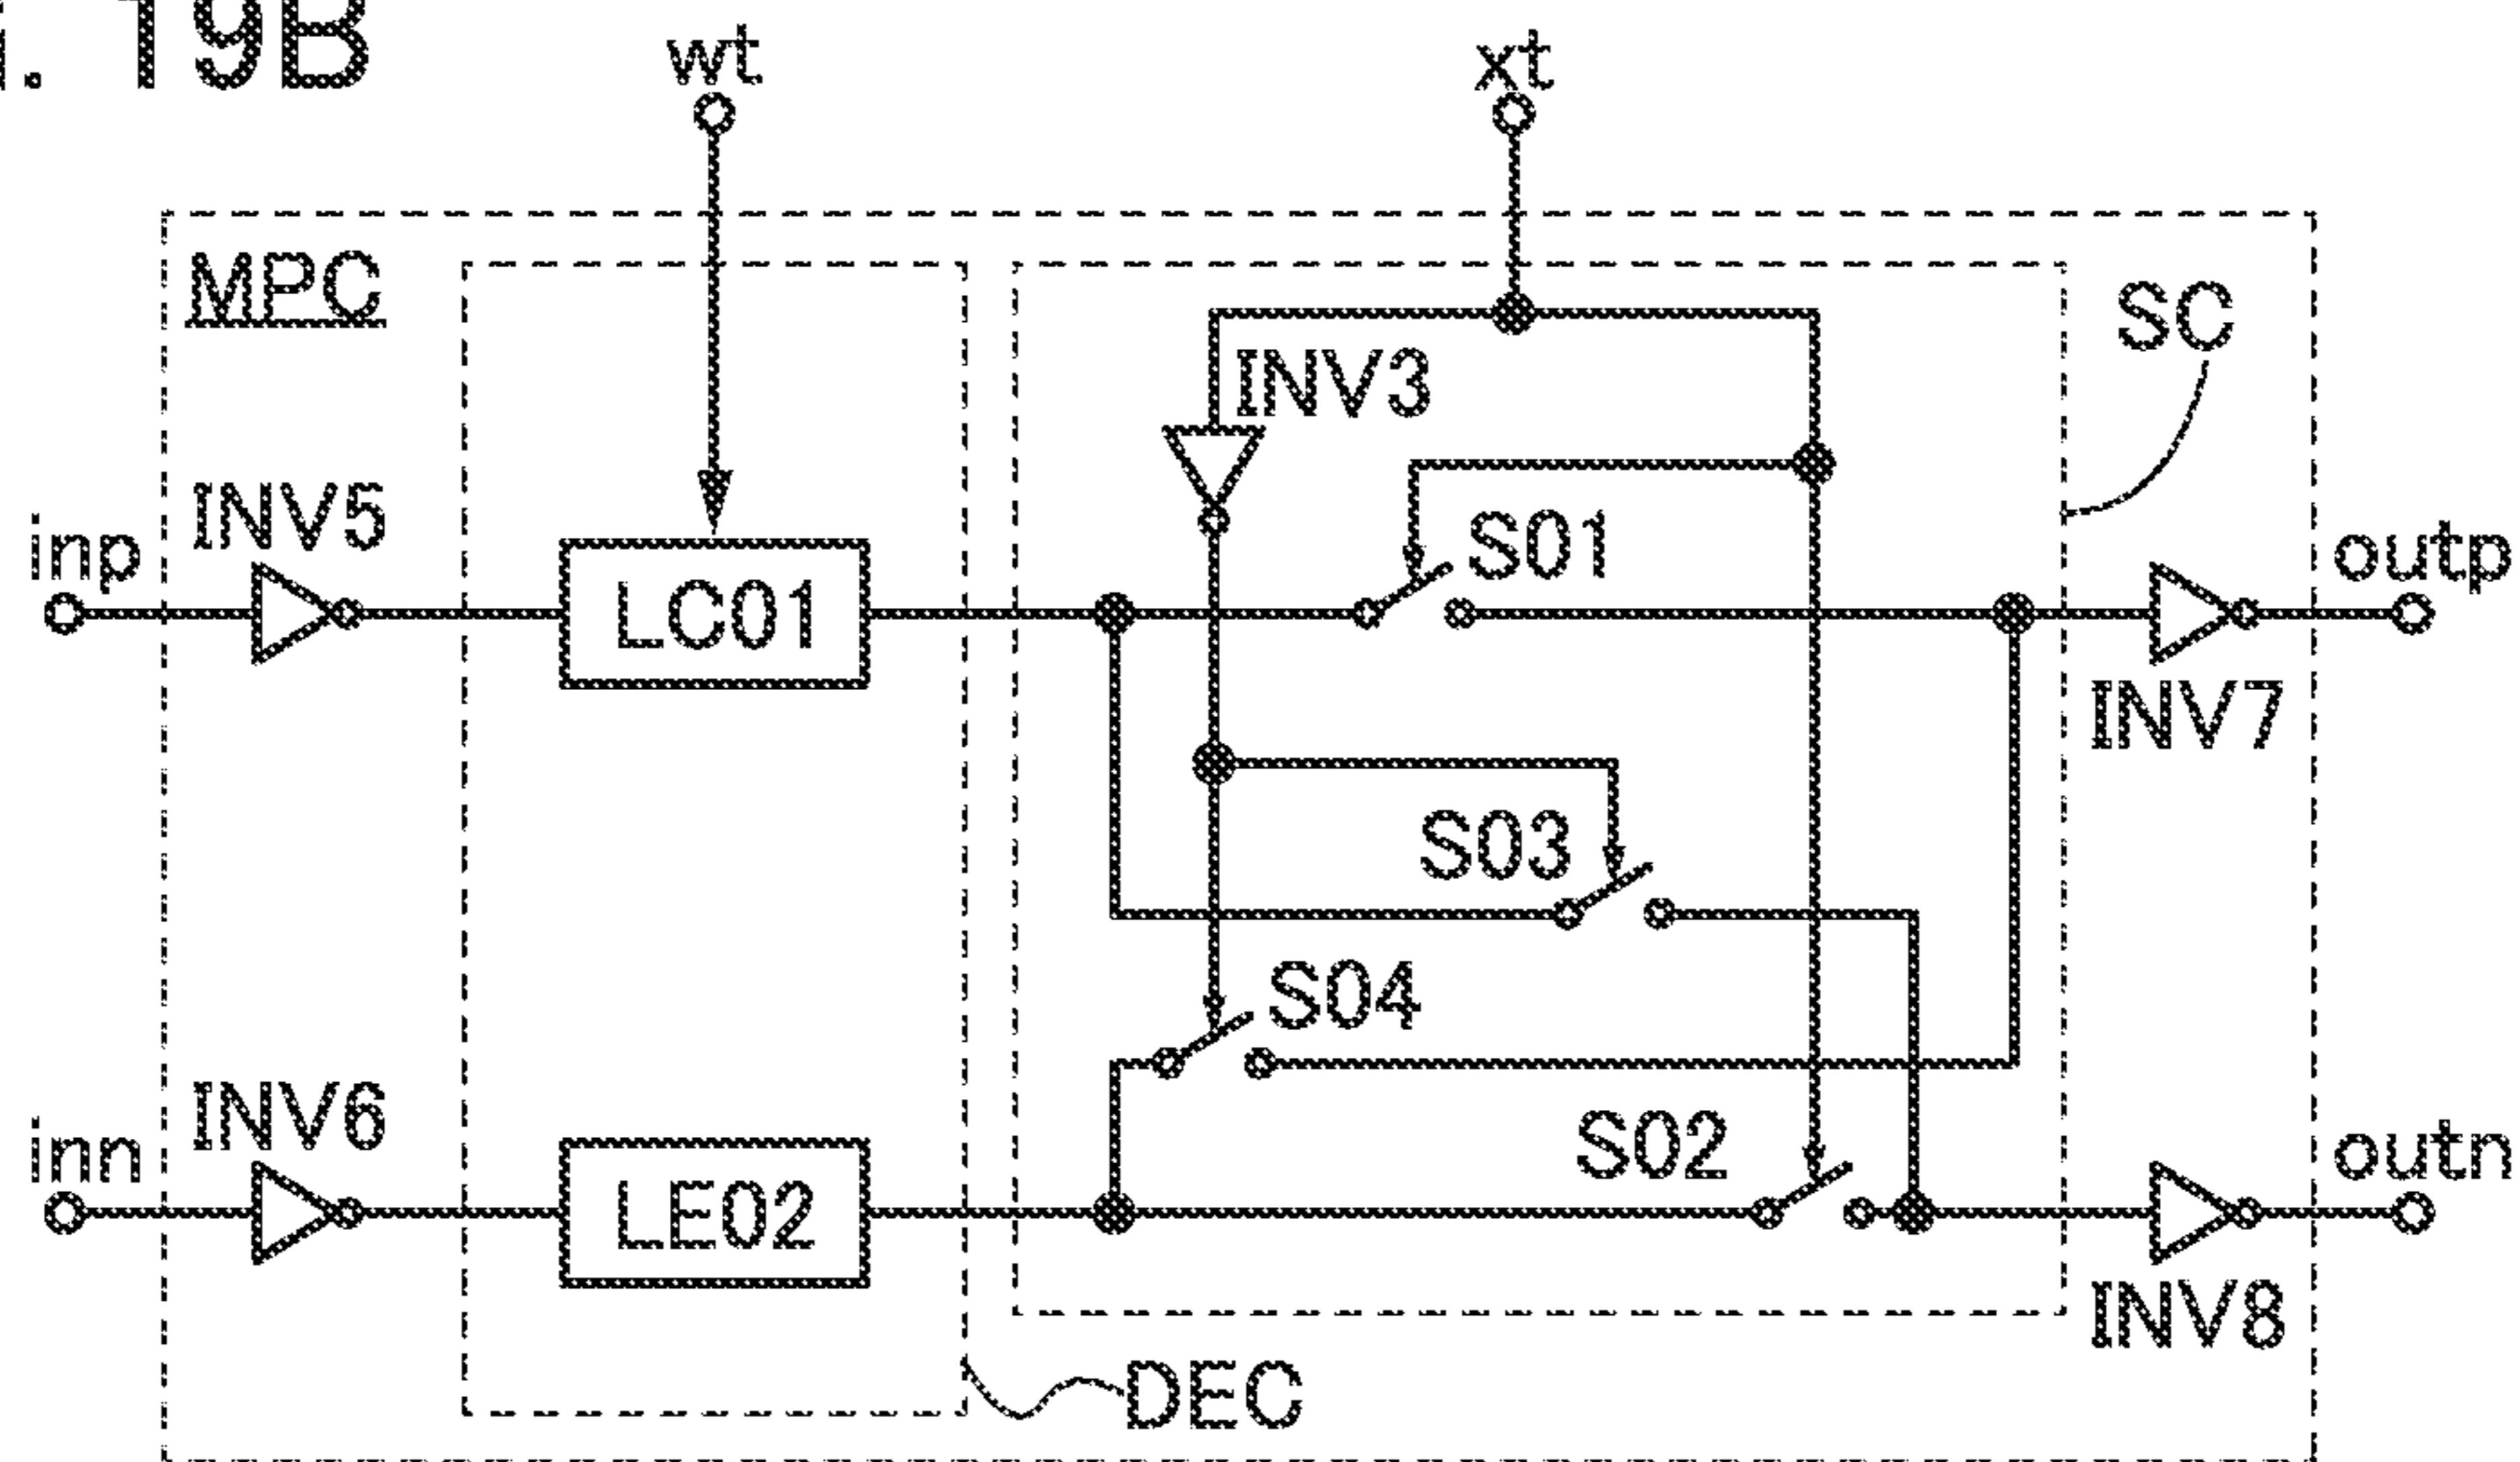 . 19B
wt
xt
MPC
SC
INV3
INV5
S01
inp
LC01
outp
INV7
S03
S04
INV6
S02
inn
LE02
outn
INV8
DEC